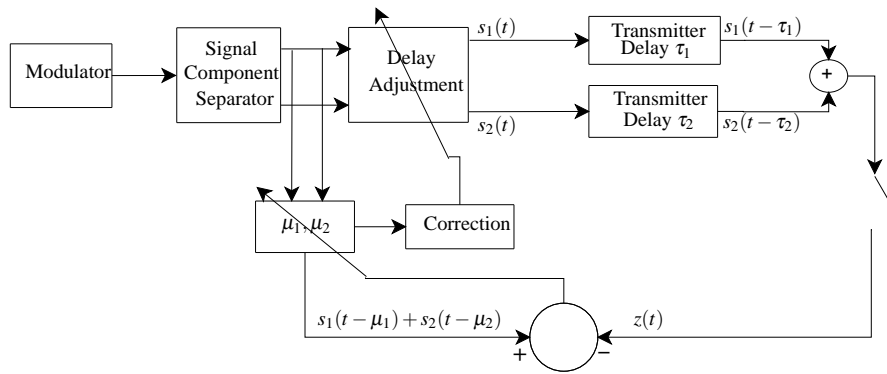 Modulator
Signal
Component
Separator
Delay
Adjustment
s₁(t)
s₂(t)
Transmitter
Delay τ₁
Transmitter
Delay τ₂
s₁(t − τ₁)
s₂(t − τ₂)
+
μ₁, μ₂
Correction
s₁(t − μ₁) + s₂(t − μ₂)
+
−
z(t)